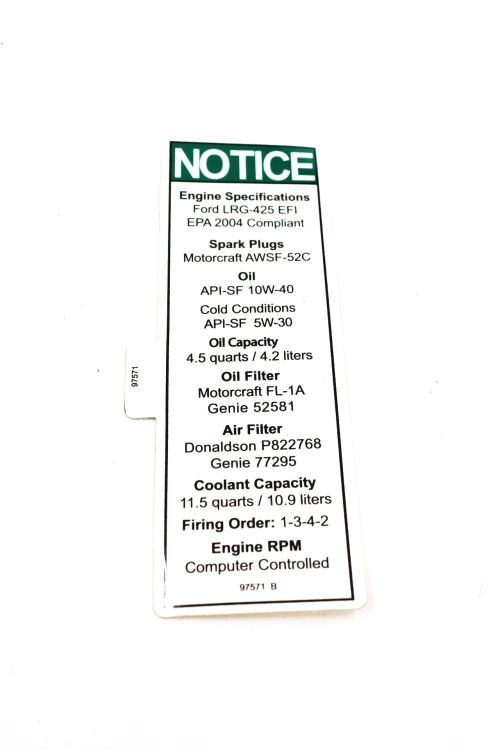 NOTICE
Engine Specifications
Ford LRG-425 EFI
EPA 2004 Compliant
Spark Plugs
Motorcraft AWSF-52C
Oil
API-SF 10W-40
Cold Conditions
API-SF 5W-30
Oil Capacity
4.5 quarts / 4.2 liters
Oil Filter
Motorcraft FL-1A
Genie 52581
Air Filter
Donaldson P822768
Genie 77295
Coolant Capacity
11.5 quarts / 10.9 liters
Firing Order: 1-3-4-2
Engine RPM
Computer Controlled
97571 B
97571